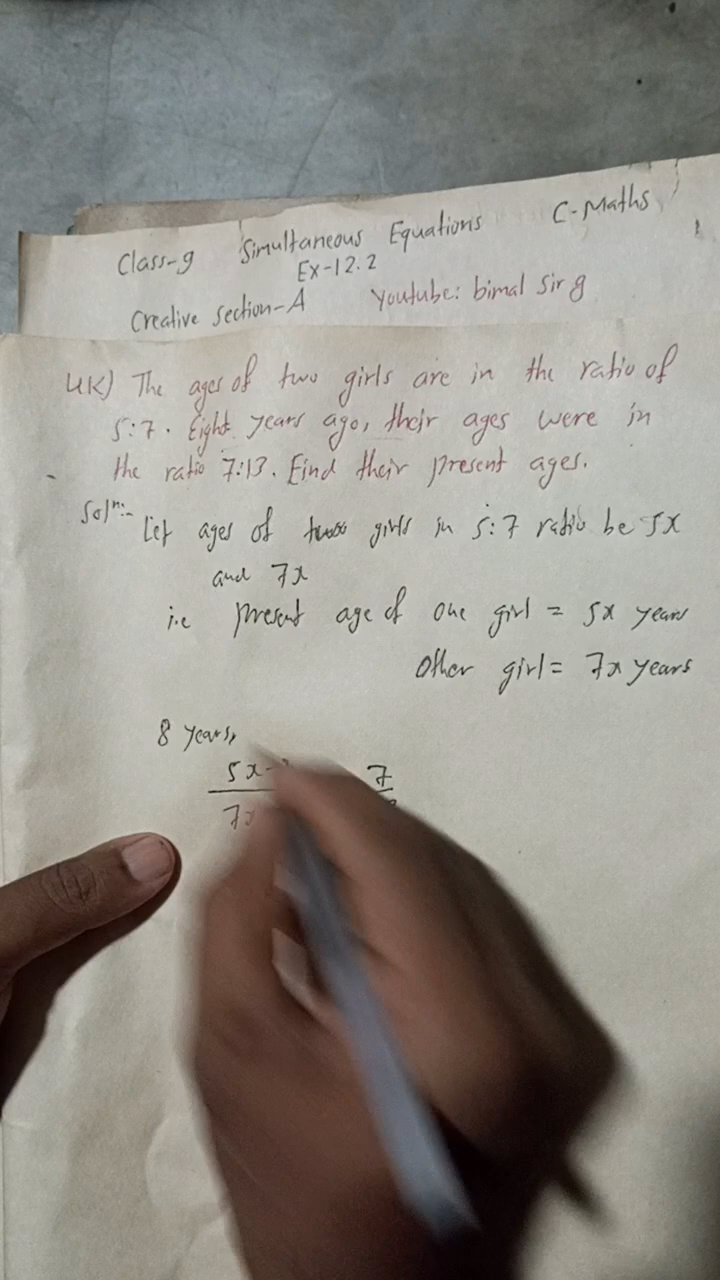 Class-9 Simultaneous Equations C-Maths
Ex-12.2
Creative Section-A Youtube: bimal sir g
4K) The ages of two girls are in the ratio of
5:7. Eight years ago, their ages were in
the ratio 7:13. Find their present ages.
Solⁿ:- Let ages of two girls in 5:7 ratio be 5x
and 7x
i.e present age of one girl = 5x years
Other girl = 7x years
8 years,
5x- 7
7x